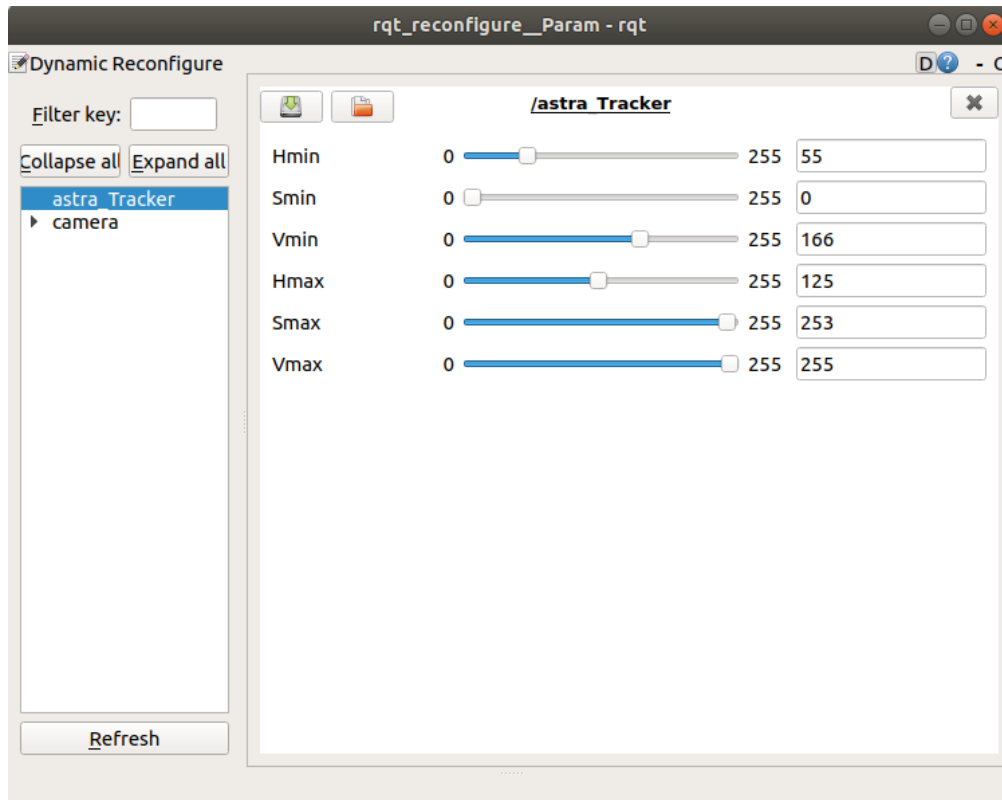 rqt_reconfigure__Param - rqt
Dynamic Reconfigure
D ? - O
Filter key:
Collapse all Expand all
astra_Tracker
camera
Refresh
/astra_Tracker
Hmin 0 255 55
Smin 0 255 0
Vmin 0 255 166
Hmax 0 255 125
Smax 0 255 253
Vmax 0 255 255